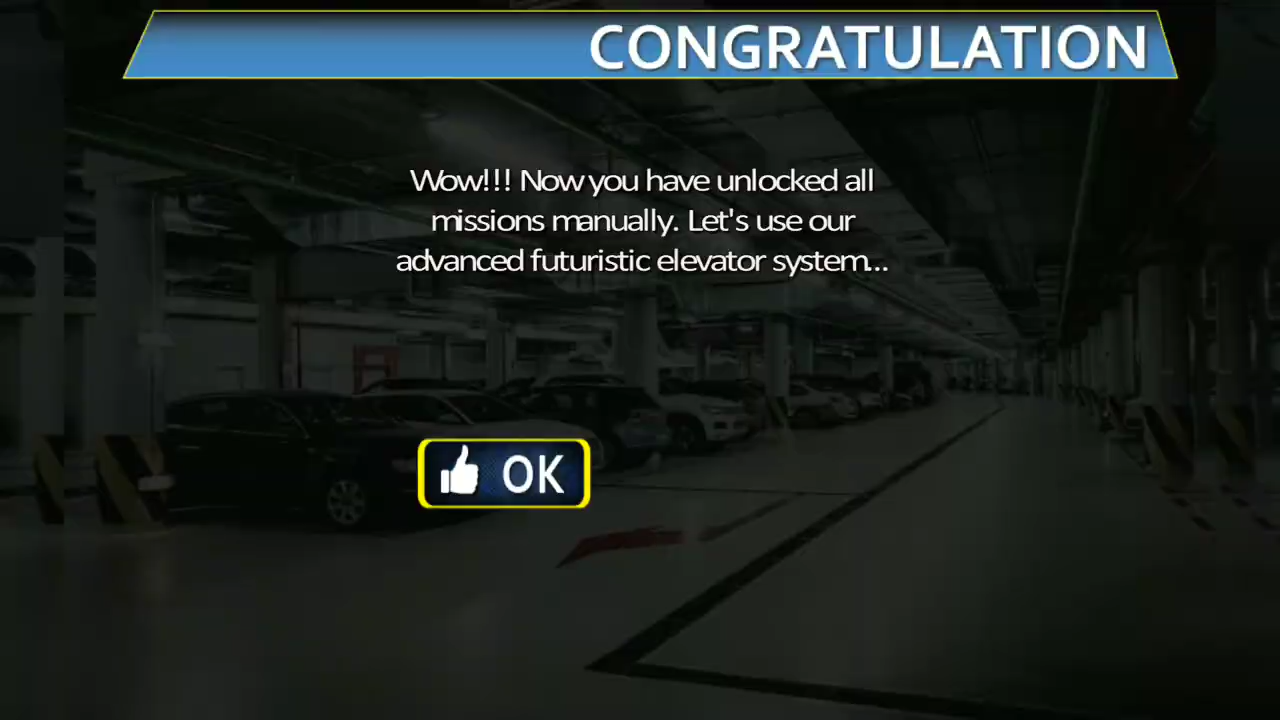 CONGRATULATION
Wow!!! Now you have unlocked all
missions manually. Let's use our
advanced futuristic elevator system...
OK